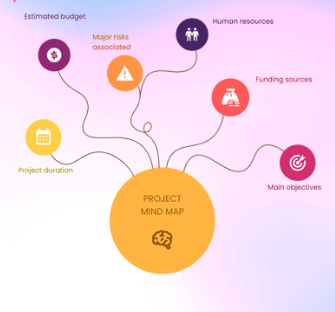 Estimated budget
Human resources
Major risks
associated
Funding sources
Project duration
Main objectives
PROJECT
MIND MAP